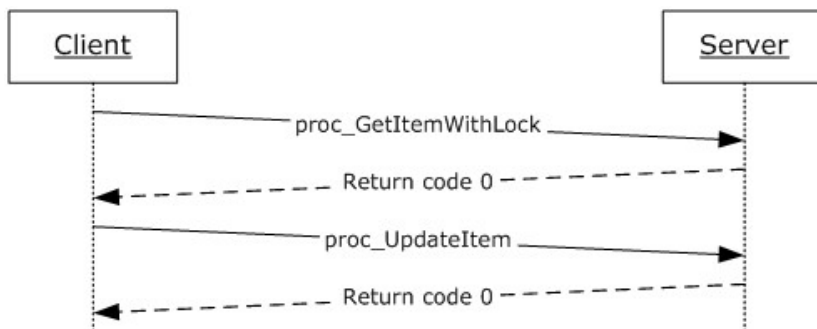 Client
Server
proc_GetItemWithLock
Return code 0
proc_UpdateItem
Return code 0